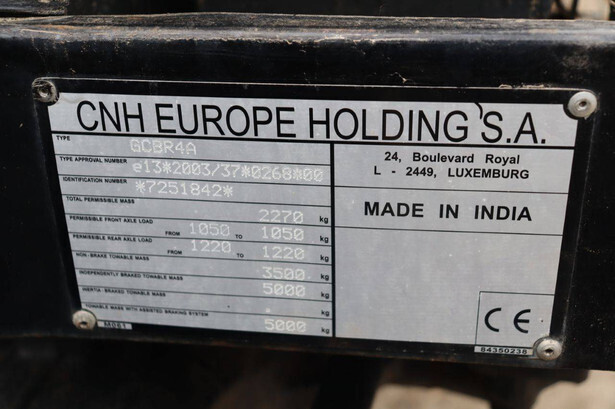 CNH EUROPE HOLDING S.A.
TYPE GCBR4A
TYPE APPROVAL NUMBER e13*2003/37*0268*00
IDENTIFICATION NUMBER *7251842*
TOTAL PERMISSIBLE MASS 2270 kg
PERMISSIBLE FRONT AXLE LOAD FROM 1050 TO 1050 kg
PERMISSIBLE REAR AXLE LOAD FROM 1220 TO 1220 kg
NON-BRAKE TOWABLE MASS kg
INDEPENDENTLY BRAKED TOWABLE MASS 3500 kg
INERTIA-BRAKED TOWABLE MASS 5000 kg
TOWABLE MASS WITH ASSISTED BRAKING SYSTEM 5000 kg
M061
24, Boulevard Royal
L - 2449, LUXEMBURG
MADE IN INDIA
CE
84350238